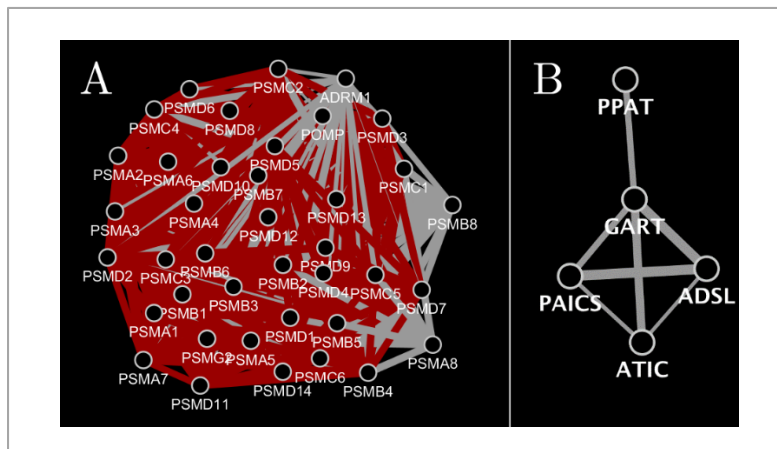 A
B
PSMC2
ADRM1
PSMD6
PSMC4
PSMD8
POMP
PSMD3
PSMA2
PSMA6
PSMD10
PSMD5
PSMB7
PSMC1
PSMA3
PSMA4
PSMD12
PSMD13
PSMB8
PSMD2
PSMC3
PSMB6
PSMB2
PSMD9
PSMD4
PSMC5
PSMD7
PSMA1
PSMB1
PSMB3
PSMD1
PSMB5
PSMA8
PSMA7
PSMG2
PSMA5
PSMC6
PSMB4
PSMD11
PSMD14
PPAT
GART
PAICS
ADSL
ATIC